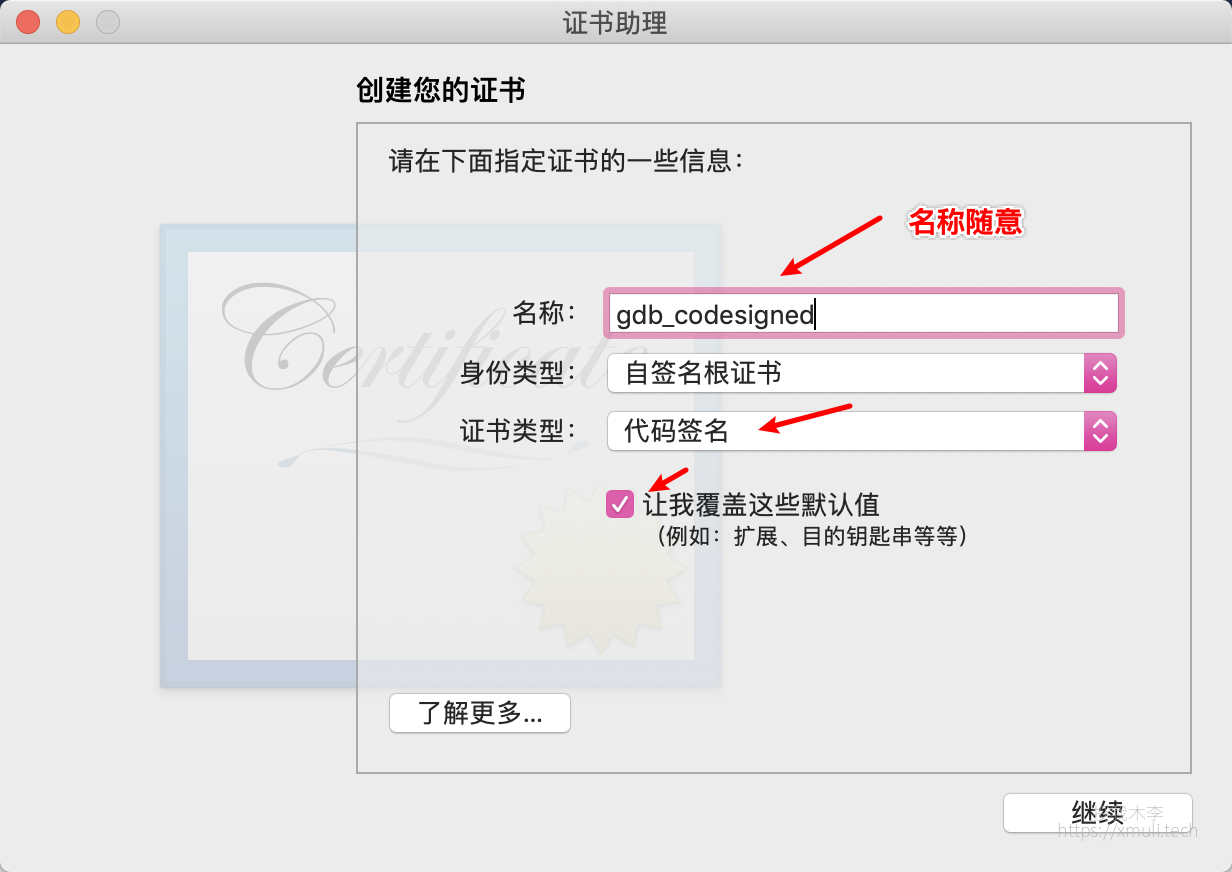 证书助理
创建您的证书
请在下面指定证书的一些信息：
名称随意
名称：
gdb_codesigned
身份类型：
自签名根证书
证书类型：
代码签名
让我覆盖这些默认值
（例如：扩展、目的钥匙串等等）
Certificate
了解更多...
继续
木李
https://xmuli.tech